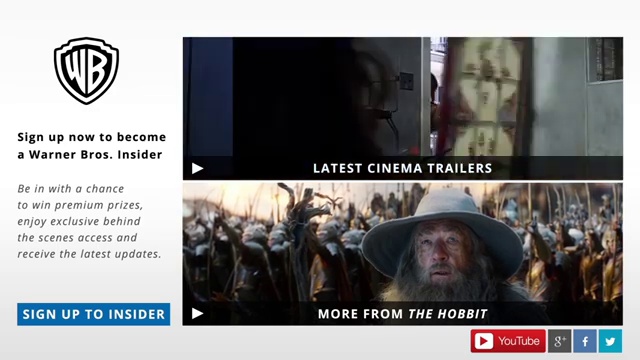 WB
Sign up now to become
a Warner Bros. Insider
Be in with a chance
to win premium prizes,
enjoy exclusive behind
the scenes access and
receive the latest updates.
SIGN UP TO INSIDER
LATEST CINEMA TRAILERS
MORE FROM THE HOBBIT
YouTube
g+
f